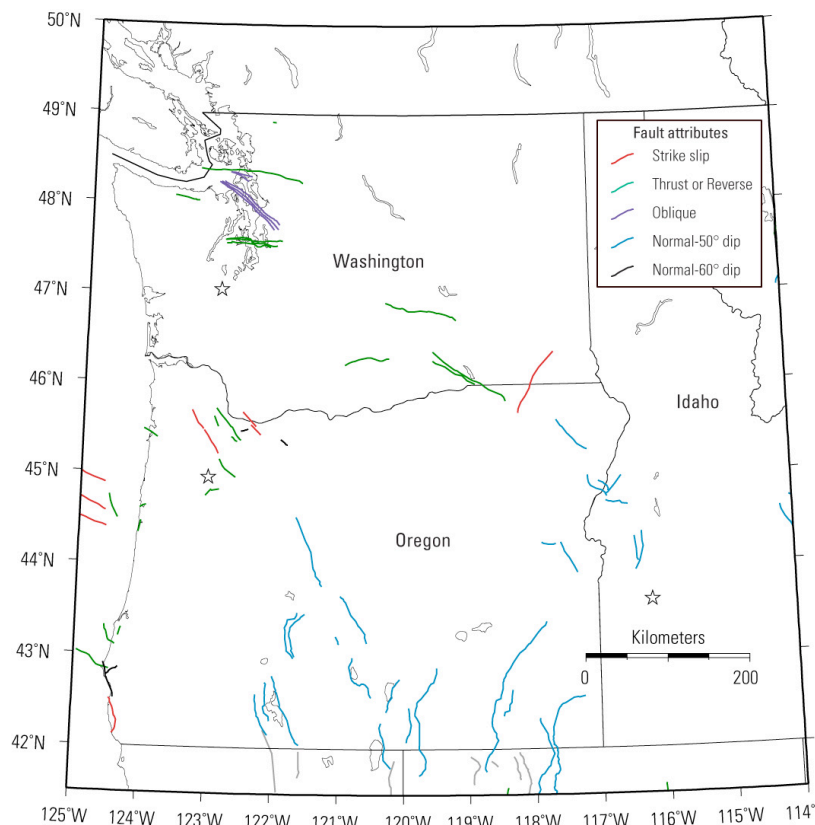 50°N
49°N
48°N
47°N
46°N
45°N
44°N
43°N
42°N
Fault attributes
Strike slip
Thrust or Reverse
Oblique
Normal-50° dip
Normal-60° dip
Washington
Idaho
Oregon
Kilometers
0 200
125°W 124°W 123°W 122°W 121°W 120°W 119°W 118°W 117°W 116°W 115°W 114°